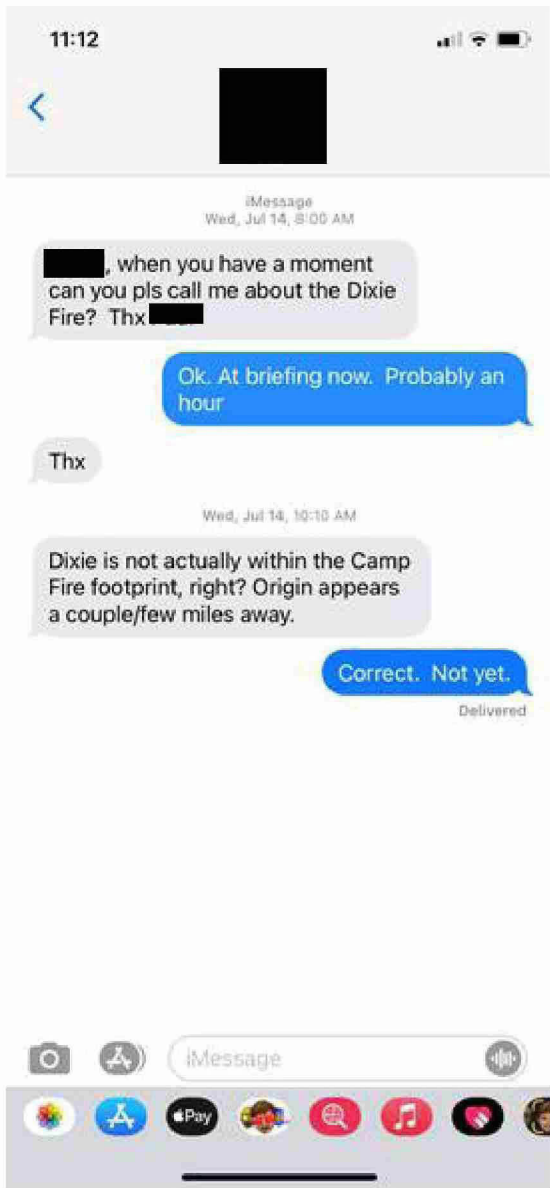 11:12
iMessage
Wed, Jul 14, 8:00 AM
, when you have a moment
can you pls call me about the Dixie
Fire? Thx
Ok. At briefing now. Probably an
hour
Thx
Wed, Jul 14, 10:10 AM
Dixie is not actually within the Camp
Fire footprint, right? Origin appears
a couple/few miles away.
Correct. Not yet.
Delivered
iMessage
Pay